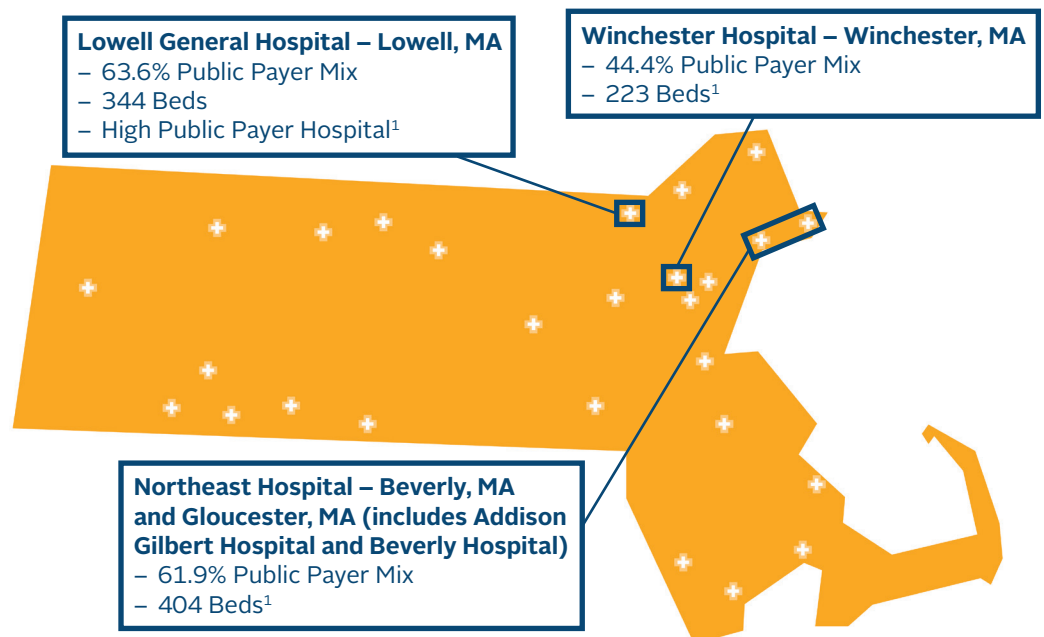 Lowell General Hospital – Lowell, MA
– 63.6% Public Payer Mix
– 344 Beds
– High Public Payer Hospital¹
Winchester Hospital – Winchester, MA
– 44.4% Public Payer Mix
– 223 Beds¹
Northeast Hospital – Beverly, MA
and Gloucester, MA (includes Addison
Gilbert Hospital and Beverly Hospital)
– 61.9% Public Payer Mix
– 404 Beds¹